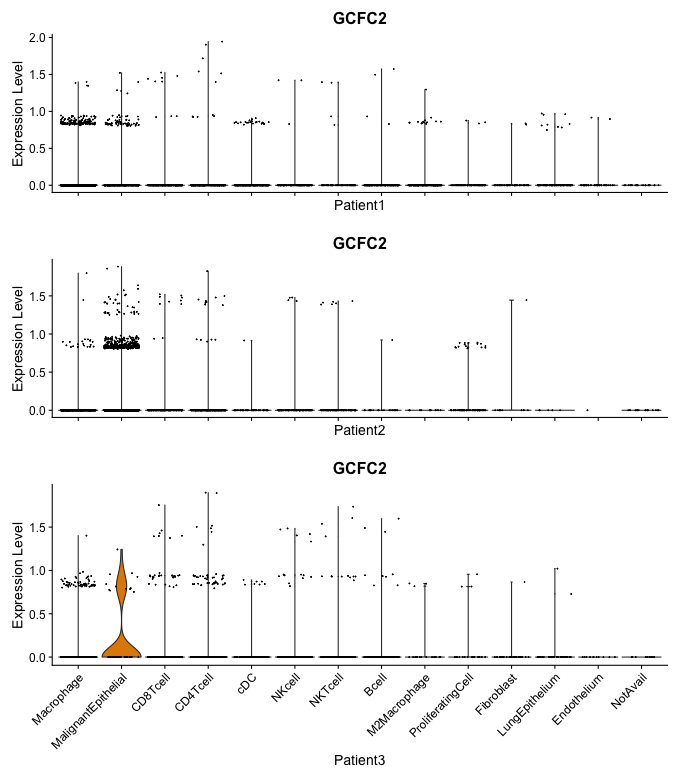 GCFC2
Expression Level
2.0
1.5
1.0
0.5
0.0
Patient1
GCFC2
Expression Level
1.5
1.0
0.5
0.0
Patient2
GCFC2
Expression Level
1.5
1.0
0.5
0.0
Macrophage
MalignantEpithelial
CD8Tcell
CD4Tcell
cDC
NKcell
NKTcell
Bcell
M2Macrophage
ProliferatingCell
Fibroblast
LungEpithelium
Endothelium
NotAvail
Patient3